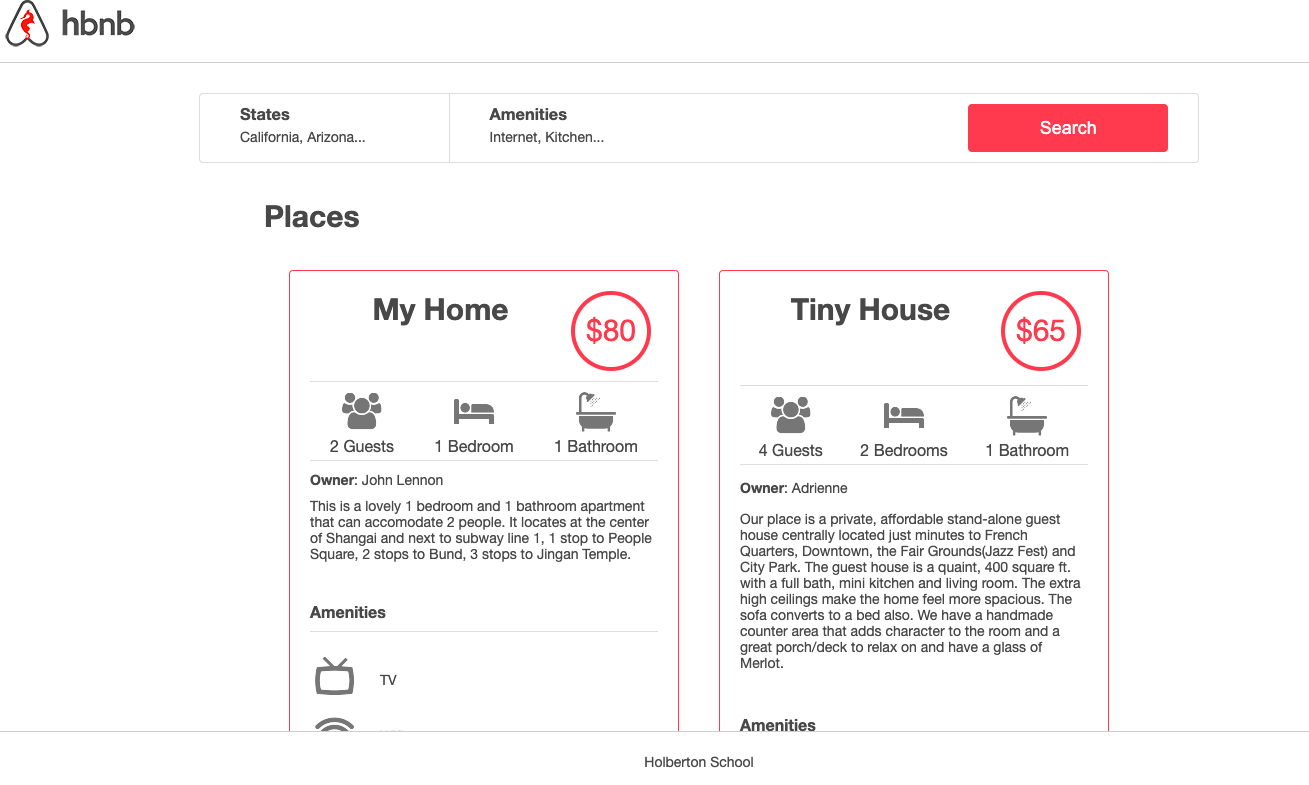 hbnb
States
California, Arizona...
Amenities
Internet, Kitchen...
Search
Places
My Home
$80
2 Guests
1 Bedroom
1 Bathroom
Owner: John Lennon
This is a lovely 1 bedroom and 1 bathroom apartment
that can accomodate 2 people. It locates at the center
of Shangai and next to subway line 1, 1 stop to People
Square, 2 stops to Bund, 3 stops to Jingan Temple.
Amenities
TV
Tiny House
$65
4 Guests
2 Bedrooms
1 Bathroom
Owner: Adrienne
Our place is a private, affordable stand-alone guest
house centrally located just minutes to French
Quarters, Downtown, the Fair Grounds(Jazz Fest) and
City Park. The guest house is a quaint, 400 square ft.
with a full bath, mini kitchen and living room. The extra
high ceilings make the home feel more spacious. The
sofa converts to a bed also. We have a handmade
counter area that adds character to the room and a
great porch/deck to relax on and have a glass of
Merlot.
Amenities
Holberton School